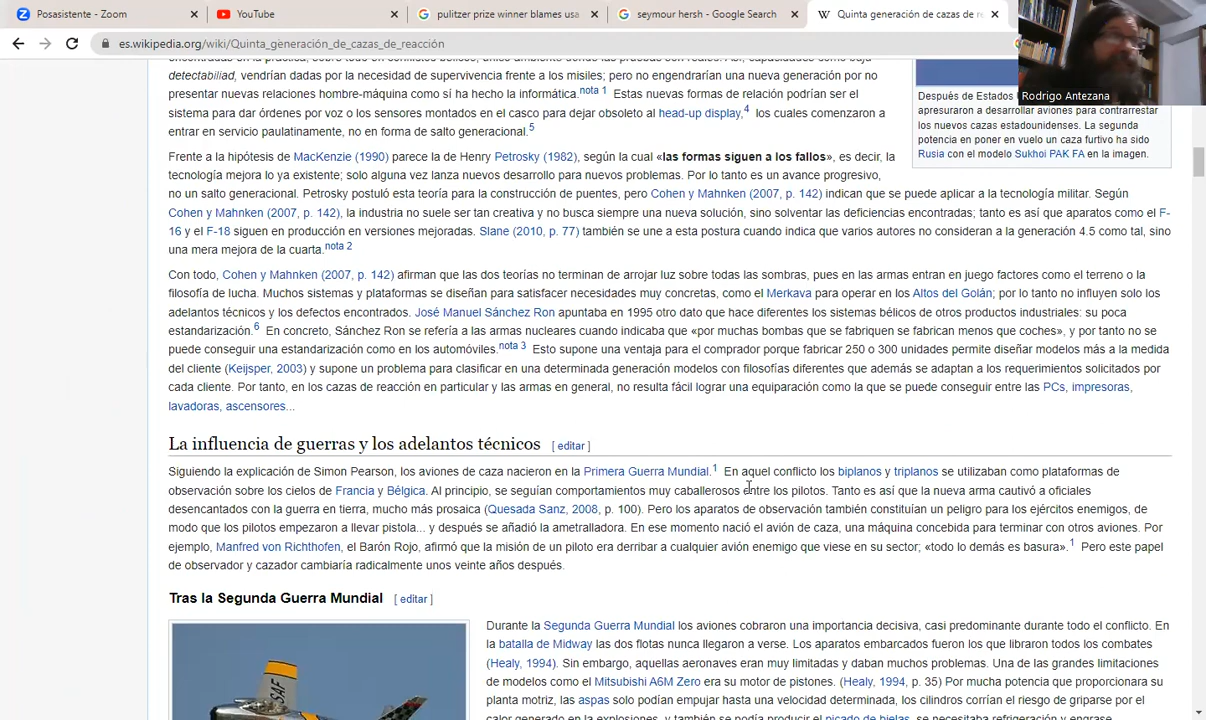 Posasistente - Zoom
YouTube
pulitzer prize winner blames usa
seymour hersh - Google Search
Quinta generación de cazas de re
es.wikipedia.org/wiki/Quinta_generación_de_cazas_de_reacción
Rodrigo Antezana
detectabiliad, vendrían dadas por la necesidad de supervivencia frente a los misiles; pero no engendrarían una nueva generación por no
presentar nuevas relaciones hombre-máquina como sí ha hecho la informática.nota 1 Estas nuevas formas de relación podrían ser el
sistema para dar órdenes por voz o los sensores montados en el casco para dejar obsoleto al head-up display,4 los cuales comenzaron a
entrar en servicio paulatinamente, no en forma de salto generacional.5
Después de Estados
apresuraron a desarrollar aviones para contrarrestar
los nuevos cazas estadounidenses. La segunda
potencia en poner en vuelo un caza furtivo ha sido
Rusia con el modelo Sukhoi PAK FA en la imagen.
Frente a la hipótesis de MacKenzie (1990) parece la de Henry Petrosky (1982), según la cual «las formas siguen a los fallos», es decir, la
tecnología mejora lo ya existente; solo alguna vez lanza nuevos desarrollo para nuevos problemas. Por lo tanto es un avance progresivo,
no un salto generacional. Petrosky postuló esta teoría para la construcción de puentes, pero Cohen y Mahnken (2007, p. 142) indican que se puede aplicar a la tecnología militar. Según
Cohen y Mahnken (2007, p. 142), la industria no suele ser tan creativa y no busca siempre una nueva solución, sino solventar las deficiencias encontradas; tanto es así que aparatos como el F-
16 y el F-18 siguen en producción en versiones mejoradas. Slane (2010, p. 77) también se une a esta postura cuando indica que varios autores no consideran a la generación 4.5 como tal, sino
una mera mejora de la cuarta.nota 2
Con todo, Cohen y Mahnken (2007, p. 142) afirman que las dos teorías no terminan de arrojar luz sobre todas las sombras, pues en las armas entran en juego factores como el terreno o la
filosofía de lucha. Muchos sistemas y plataformas se diseñan para satisfacer necesidades muy concretas, como el Merkava para operar en los Altos del Golán; por lo tanto no influyen solo los
adelantos técnicos y los defectos encontrados. José Manuel Sánchez Ron apuntaba en 1995 otro dato que hace diferentes los sistemas bélicos de otros productos industriales: su poca
estandarización.6 En concreto, Sánchez Ron se refería a las armas nucleares cuando indicaba que «por muchas bombas que se fabriquen se fabrican menos que coches», y por tanto no se
puede conseguir una estandarización como en los automóviles.nota 3 Esto supone una ventaja para el comprador porque fabricar 250 o 300 unidades permite diseñar modelos más a la medida
del cliente (Keijsper, 2003) y supone un problema para clasificar en una determinada generación modelos con filosofías diferentes que además se adaptan a los requerimientos solicitados por
cada cliente. Por tanto, en los cazas de reacción en particular y las armas en general, no resulta fácil lograr una equiparación como la que se puede conseguir entre las PCs, impresoras,
lavadoras, ascensores...
La influencia de guerras y los adelantos técnicos [ editar ]
Siguiendo la explicación de Simon Pearson, los aviones de caza nacieron en la Primera Guerra Mundial.1 En aquel conflicto los biplanos y triplanos se utilizaban como plataformas de
observación sobre los cielos de Francia y Bélgica. Al principio, se seguían comportamientos muy caballerosos entre los pilotos. Tanto es así que la nueva arma cautivó a oficiales
desencantados con la guerra en tierra, mucho más prosaica (Quesada Sanz, 2008, p. 100). Pero los aparatos de observación también constituían un peligro para los ejércitos enemigos, de
modo que los pilotos empezaron a llevar pistola... y después se añadió la ametralladora. En ese momento nació el avión de caza, una máquina concebida para terminar con otros aviones. Por
ejemplo, Manfred von Richthofen, el Barón Rojo, afirmó que la misión de un piloto era derribar a cualquier avión enemigo que viese en su sector; «todo lo demás es basura».1 Pero este papel
de observador y cazador cambiaría radicalmente unos veinte años después.
Tras la Segunda Guerra Mundial [ editar ]
Durante la Segunda Guerra Mundial los aviones cobraron una importancia decisiva, casi predominante durante todo el conflicto. En
la batalla de Midway las dos flotas nunca llegaron a verse. Los aparatos embarcados fueron los que libraron todos los combates
(Healy, 1994). Sin embargo, aquellas aeronaves eran muy limitadas y daban muchos problemas. Una de las grandes limitaciones
de modelos como el Mitsubishi A6M Zero era su motor de pistones. (Healy, 1994, p. 35) Por mucha potencia que proporcionara su
planta motriz, las aspas solo podían empujar hasta una velocidad determinada, los cilindros corrían el riesgo de griparse por el